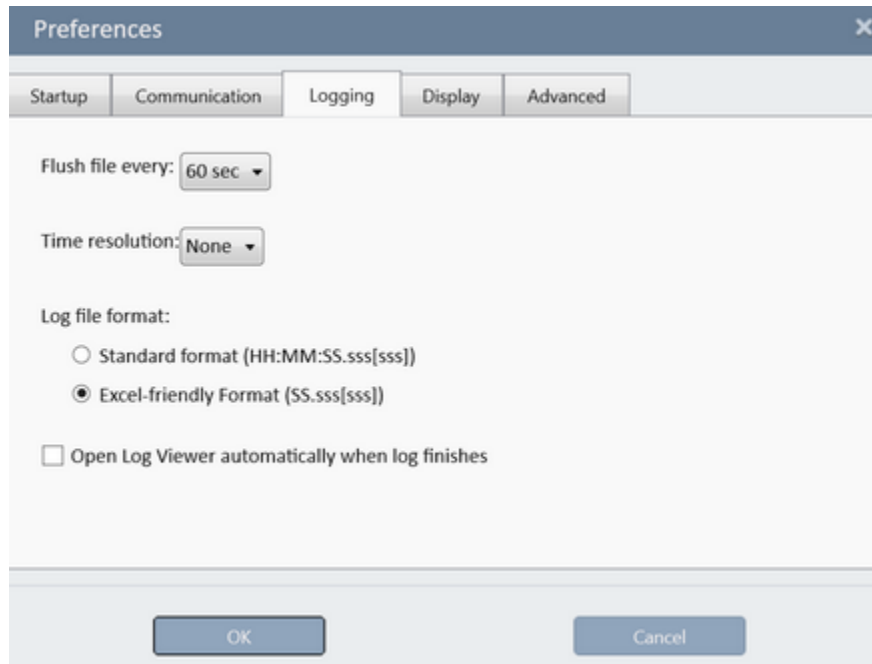 Preferences
Startup Communication Logging Display Advanced
Flush file every: 60 sec
Time resolution: None
Log file format:
Standard format (HH:MM:SS.sss[sss])
Excel-friendly Format (SS.sss[sss])
Open Log Viewer automatically when log finishes
OK Cancel